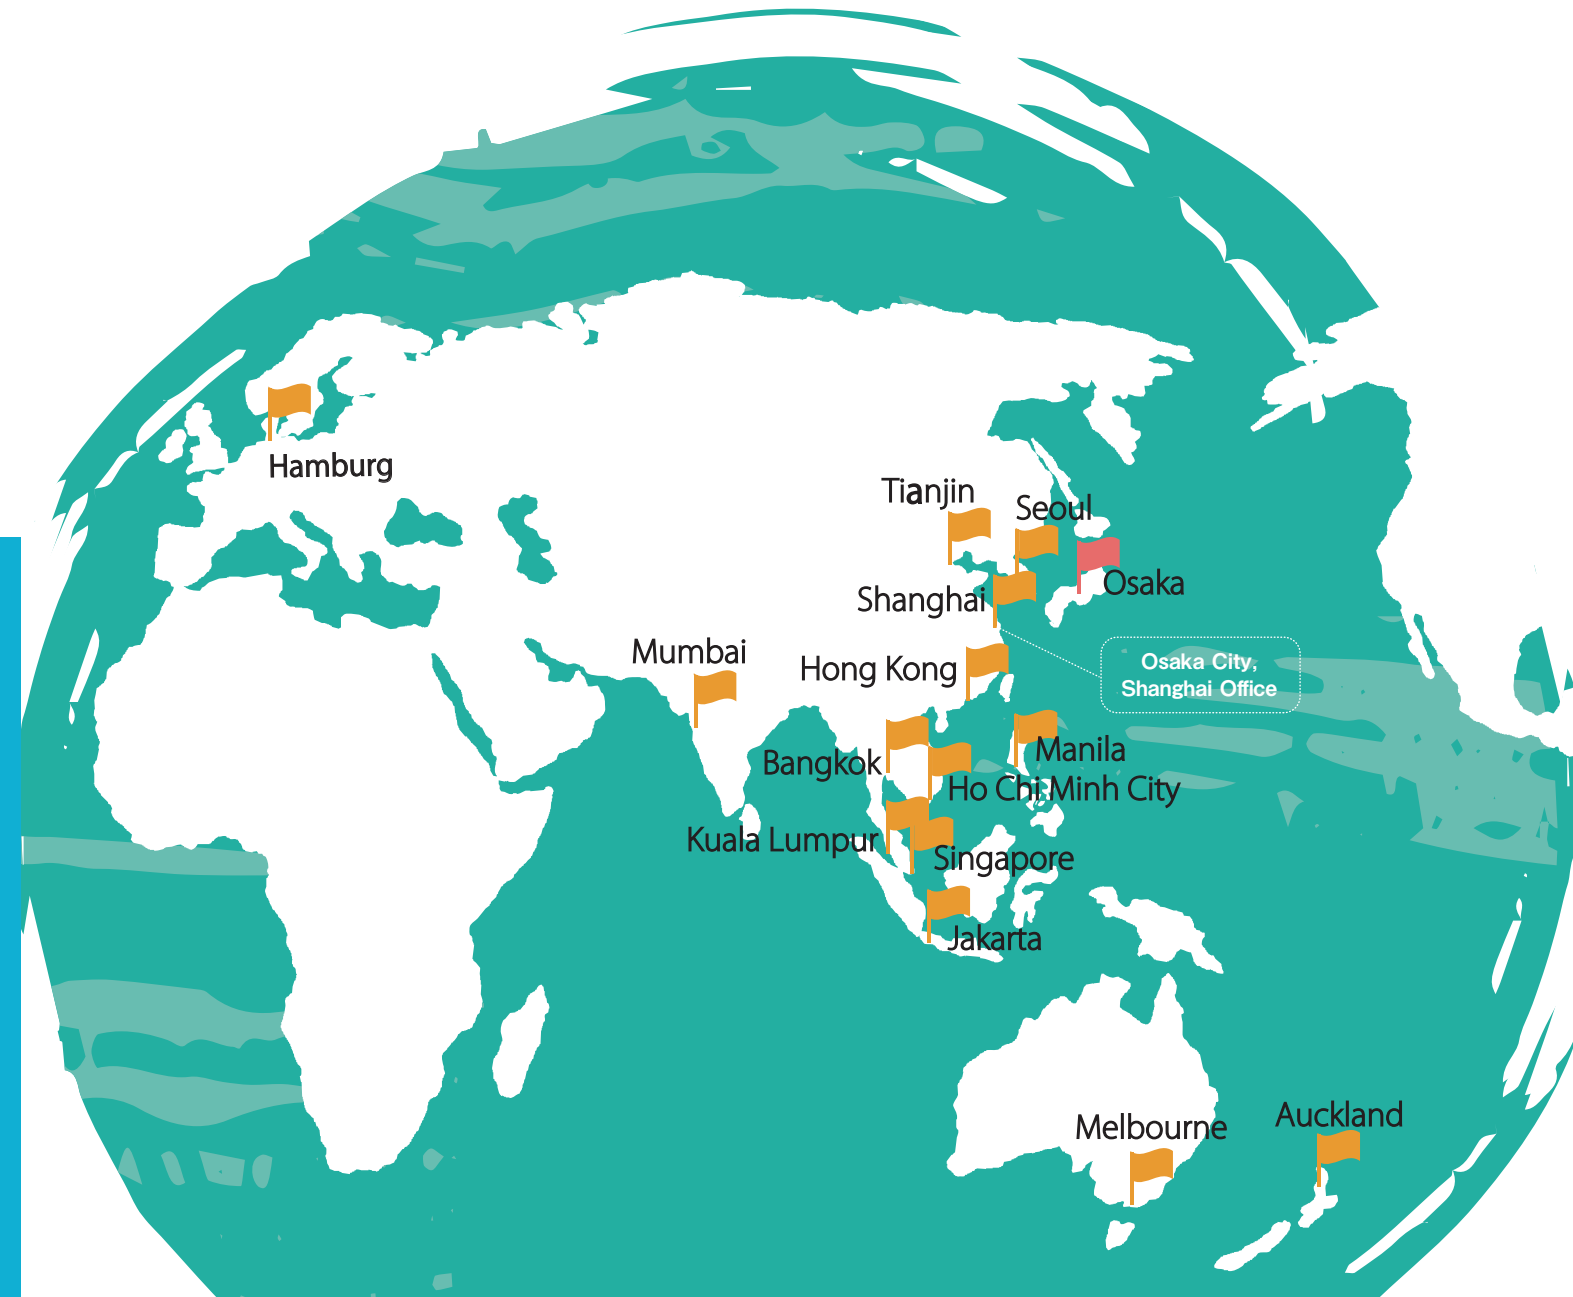 Hamburg
Tianjin
Seoul
Osaka
Shanghai
Mumbai
Hong Kong
Osaka City,
Shanghai Office
Manila
Bangkok
Ho Chi Minh City
Kuala Lumpur
Singapore
Jakarta
Melbourne
Auckland